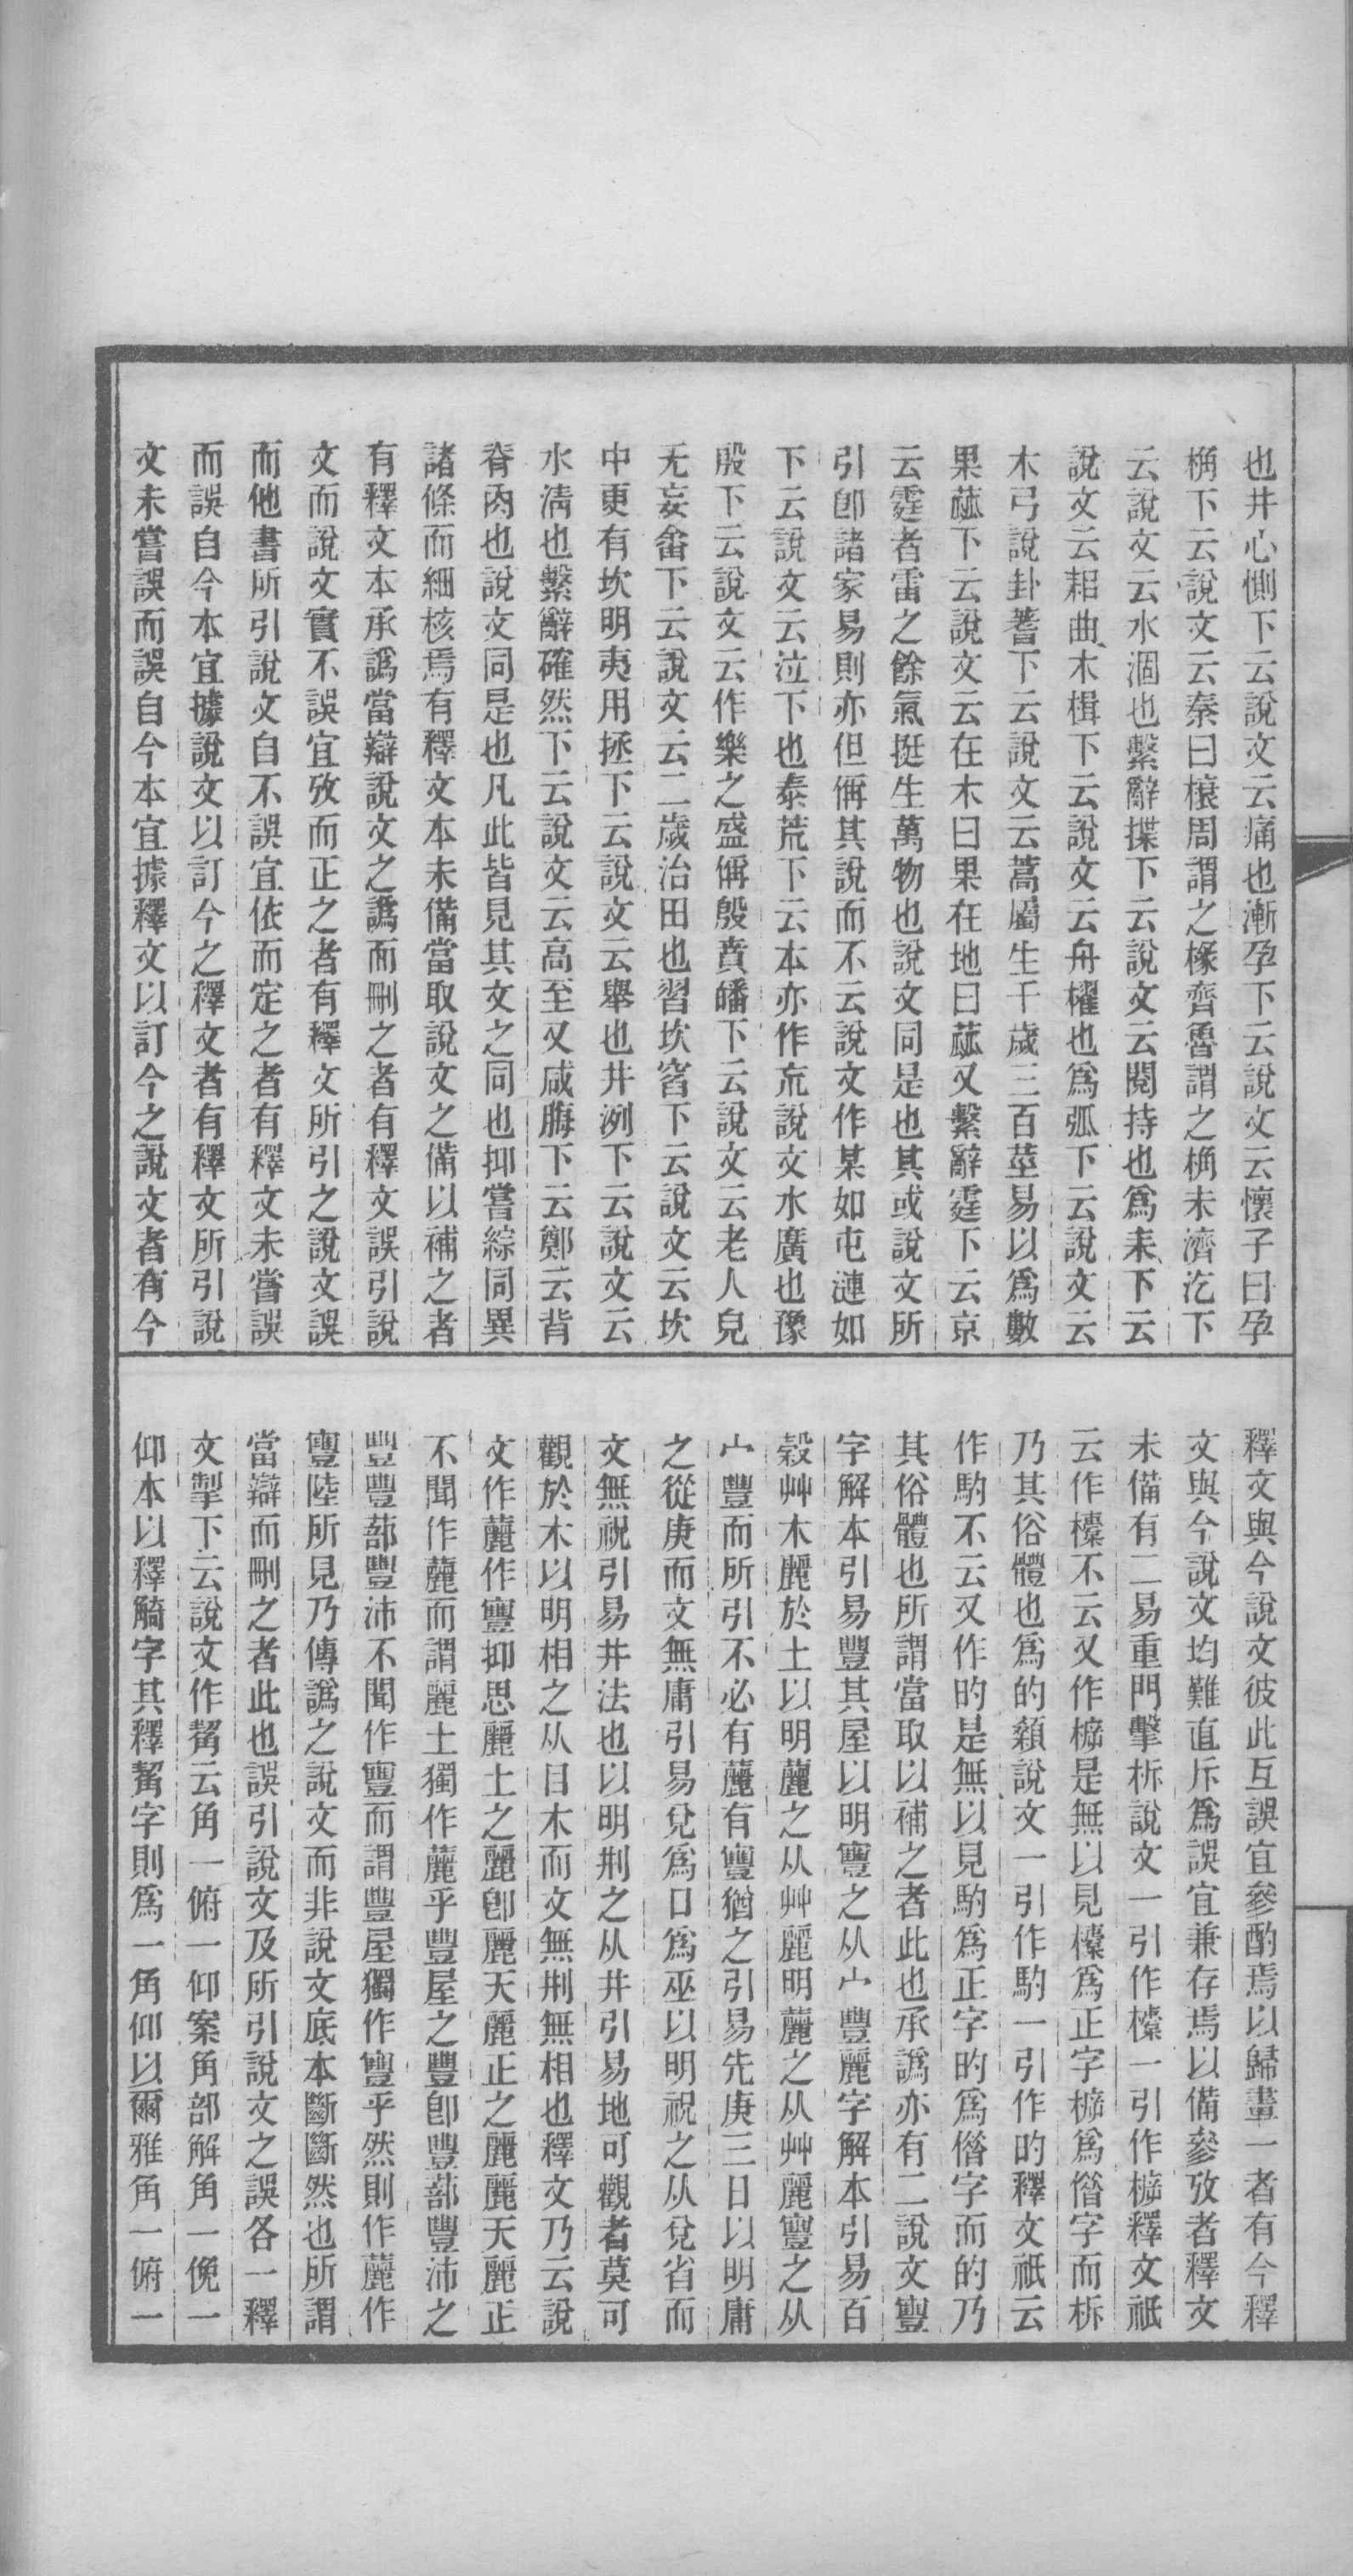 也井心惻下云說文云痛也漸孕下云說文云懷子曰孕
桷下云說文云秦曰榱周謂之椽齊魯謂之桷未濟汔下
云說文云水涸也繫辭揲下云說文云閱持也爲耒下云
說文云耜曲木楫下云說文云舟櫂也爲弧下云說文云
木弓說卦蓍下云說文云蒿屬生千歲三百莖易以爲數
果蓏下云說文云在木曰果在地曰蓏又繫辭霆下云京
云霆者雷之餘氣挺生萬物也說文同是也其或說文所
引卽諸家易則亦但偁其說而不云說文作某如屯漣如
下云說文云泣下也泰荒下云本亦作㠩說文水廣也豫
殷下云說文云作樂之盛偁殷賁皤下云說文云老人皃
无妄畬下云說文云二歲治田也習坎窞下云說文云坎
中更有坎明夷用拯下云說文云舉也井洌下云說文云
水淸也繫辭確然下云說文云高至又咸脢下云鄭云背
脊肉也說文同是也凡此皆見其文之同也抑嘗綜同異
諸條而細核焉有釋文本未備當取說文之備以補之者
有釋文本承譌當辯說文之譌而刪之者有釋文誤引說
文而說文實不誤宜攷而正之者有釋文所引之說文誤
而他書所引說文自不誤宜依而定之者有釋文未嘗誤
而誤自今本宜據說文以訂今之釋文者有釋文所引說
文未嘗誤而誤自今本宜據釋文以訂今之說文者有今
釋文與今說文彼此互誤宜參酌焉以歸畫一者有今釋
文與今說文均難直斥爲誤宜兼存焉以備參攷者釋文
未備有二易重門擊柝說文一引作㯓一引作㯓釋文祇
云作㯓不云又作㯓是無以見㯓爲正字㯓爲借字而柝
乃其俗體也爲的顙說文一引作馰一引作旳釋文祇云
作馰不云又作旳是無以見馰爲正字旳爲借字而的乃
其俗體也所謂當取以補之者此也承譌亦有二說文寷
字解本引易豐其屋以明寷之从宀豐麗字解本引易百
穀艸木麗於土以明䕻之从艸麗明䕻之从艸麗寷之从
宀豐而所引不必有䕻有寷猶之引易先庚三日以明庸
之從庚而文無庸引易兌爲口爲巫以明祝之从兌省而
文無祝引易井法也以明㓝之从井引易地可觀者莫可
觀於木以明相之从目木而文無㓝無相也釋文乃云說
文作䕻作寷抑思麗土之麗卽麗天麗正之麗麗天麗正
不聞作䕻而謂麗土獨作䕻乎豐屋之豐卽豐蔀豐沛之
豐豐蔀豐沛不聞作寷而謂豐屋獨作寷乎然則作䕻作
寷陸所見乃傳譌之說文而非說文底本斷斷然也所謂
當辯而刪之者此也誤引說文及所引說文之誤各一釋
文掣下云說文作觢云角一俯一仰案角部解角一俛一
仰本以釋觭字其釋觢字則爲一角仰以爾雅角一俯一